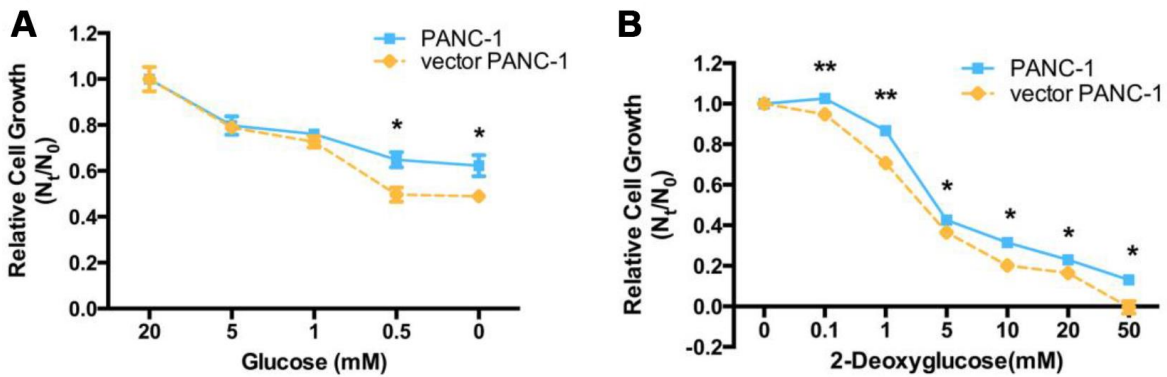 A
PANC-1
vector PANC-1
Relative Cell Growth
(Nt/N0)
1.2
1.0
0.8
0.6
0.4
0.2
0.0
*
*
20 5 1 0.5 0
Glucose (mM)
B
PANC-1
vector PANC-1
Relative Cell Growth
(Nt/N0)
1.2
1.0
0.8
0.6
0.4
0.2
0.0
-0.2
**
**
*
*
*
*
0 0.1 1 5 10 20 50
2-Deoxyglucose(mM)